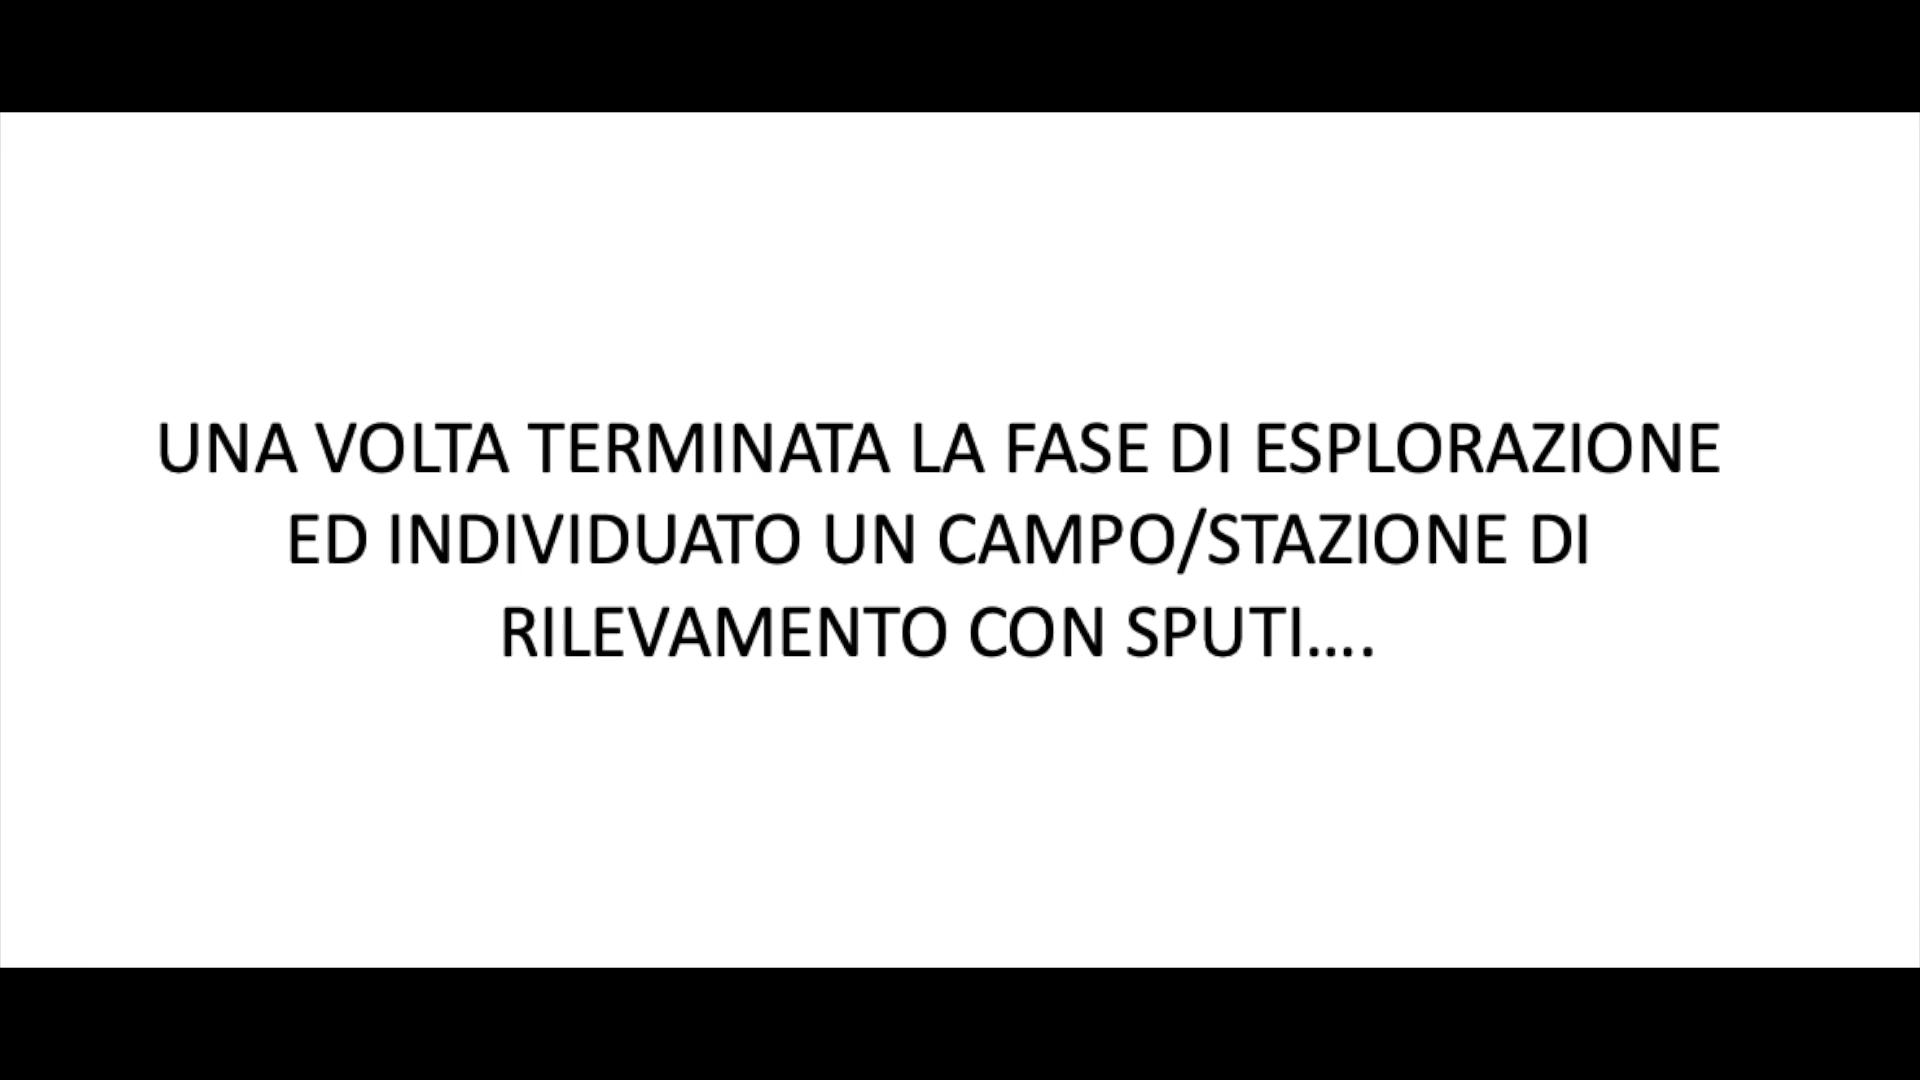 UNA VOLTA TERMINATA LA FASE DI ESPLORAZIONE
ED INDIVIDUATO UN CAMPO/STAZIONE DI
RILEVAMENTO CON SPUTI....